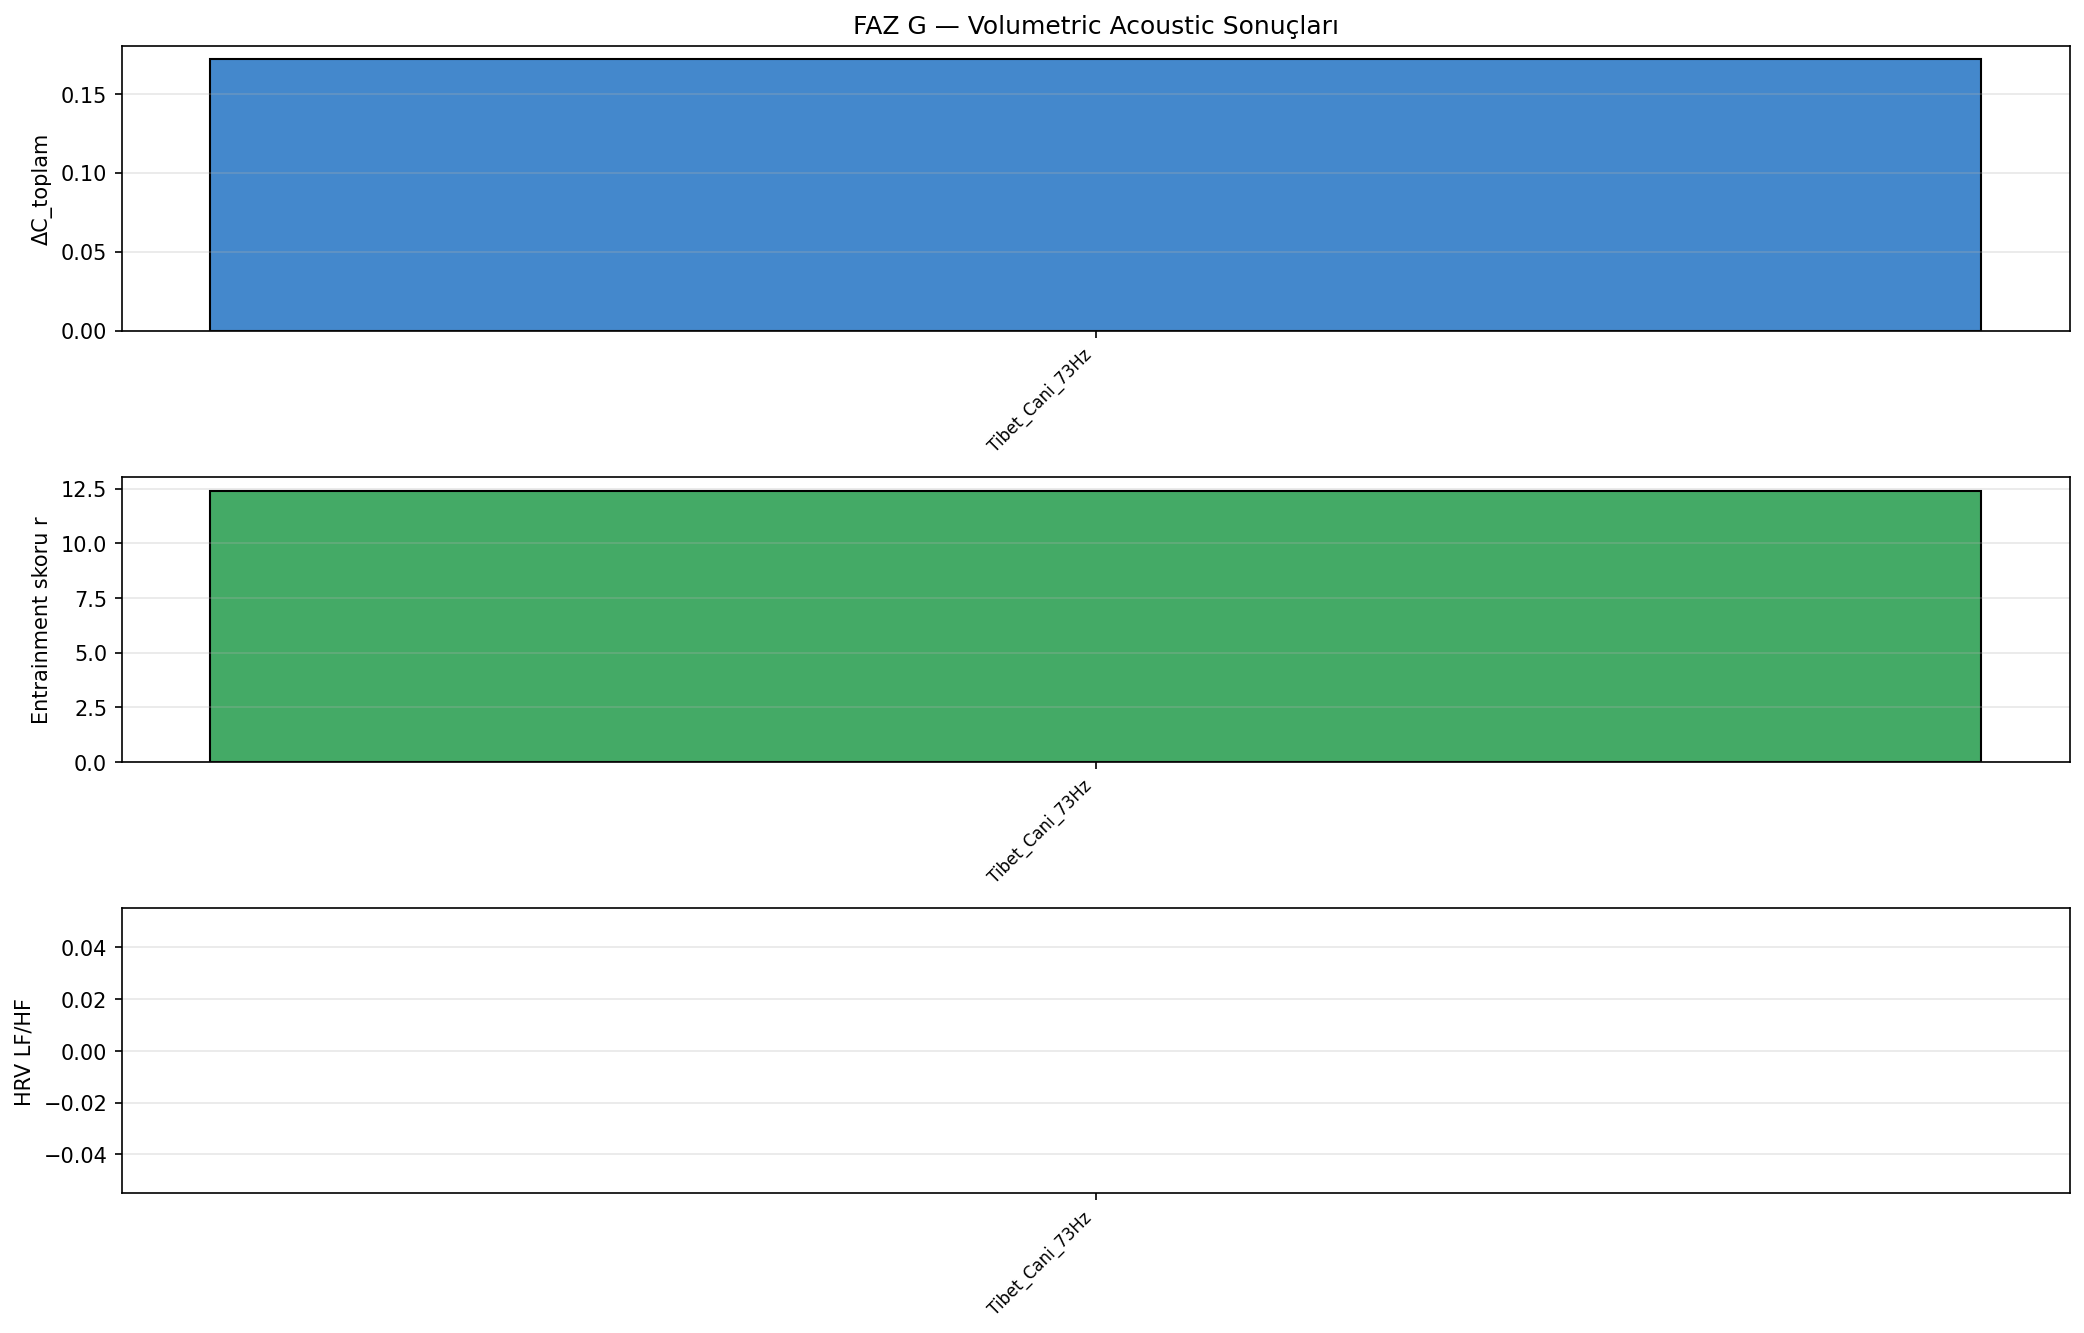 FAZ G — Volumetric Acoustic Sonuçları
ΔC_toplam
0.15
0.10
0.05
0.00
Tibet_Cani_73Hz
Entrainment skoru r
12.5
10.0
7.5
5.0
2.5
0.0
Tibet_Cani_73Hz
HRV LF/HF
0.04
0.02
0.00
−0.02
−0.04
Tibet_Cani_73Hz